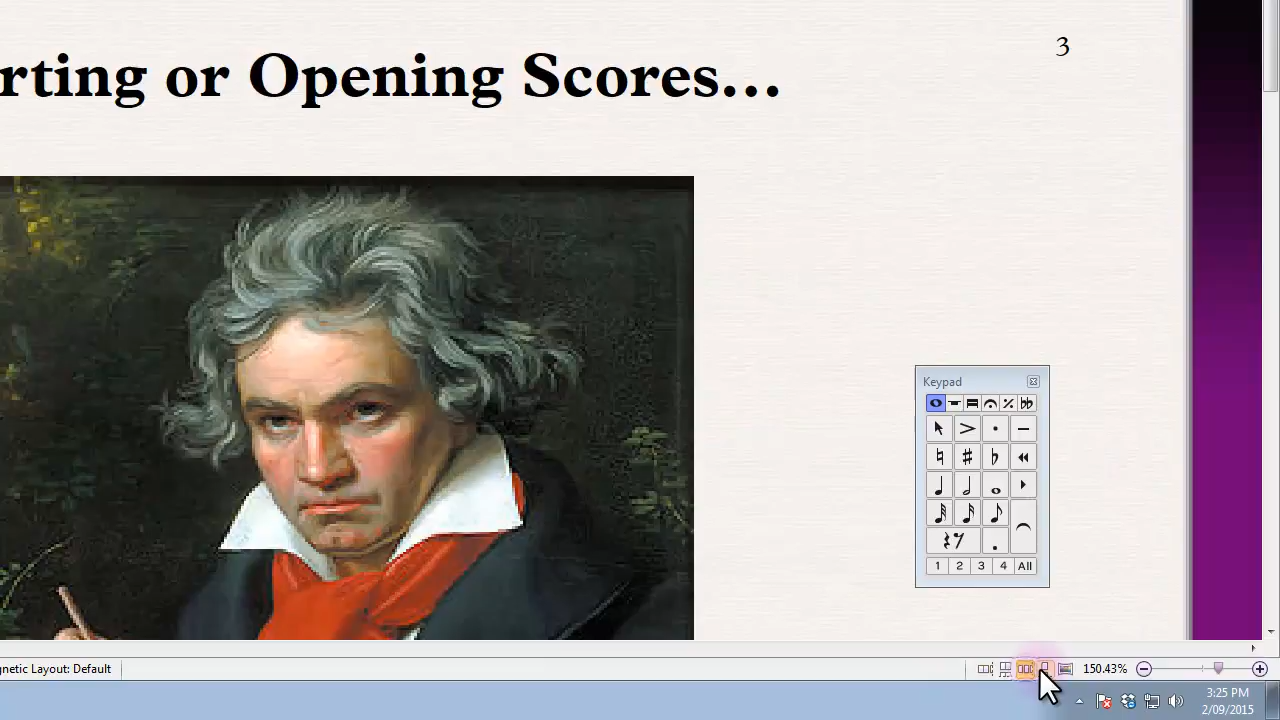 3
rting or Opening Scores...
Keypad
1 2 3 4 All
gnetic Layout: Default
150.43%
3:25 PM
2/09/2015